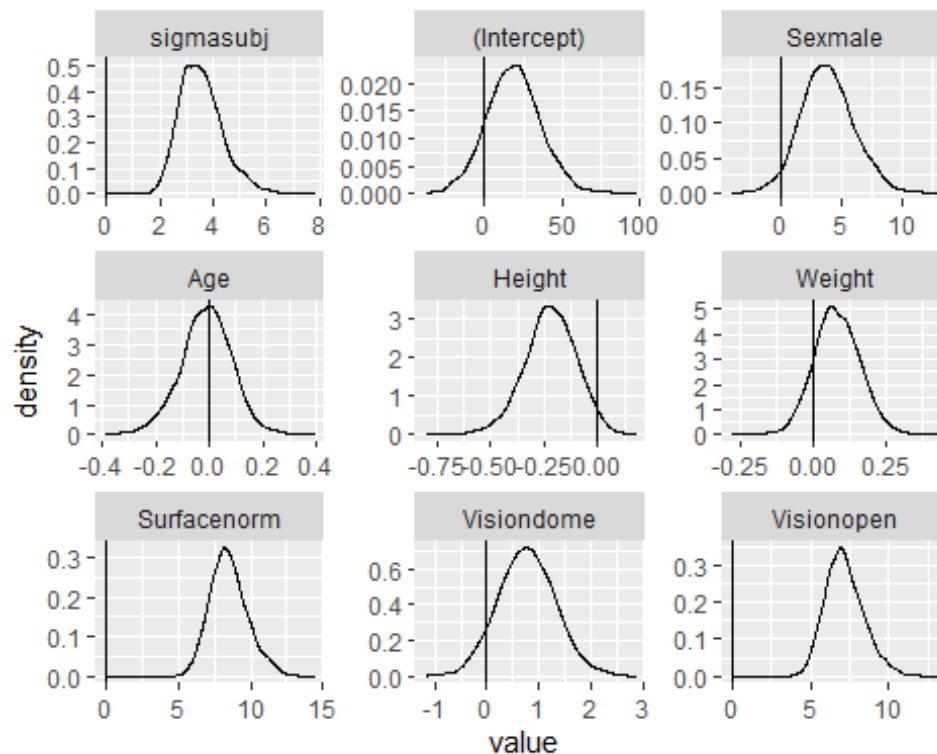 sigmasubj (Intercept) Sexmale
0.5 0.4 0.3 0.2 0.1 0.0
0.020 0.015 0.010 0.005 0.000
0.15 0.10 0.05 0.00
0 2 4 6 8
0 50 100
0 5 10
Age Height Weight
4 3 2 1 0
3 2 1 0
5 4 3 2 1 0
-0.4 -0.2 0.0 0.2 0.4
-0.75-0.50-0.250.00
-0.25 0.00 0.25
density
Surfacenorm Visiondome Visionopen
0.3 0.2 0.1 0.0
0.6 0.4 0.2 0.0
0.3 0.2 0.1 0.0
0 5 10 15
-1 0 1 2 3
0 5 10
value